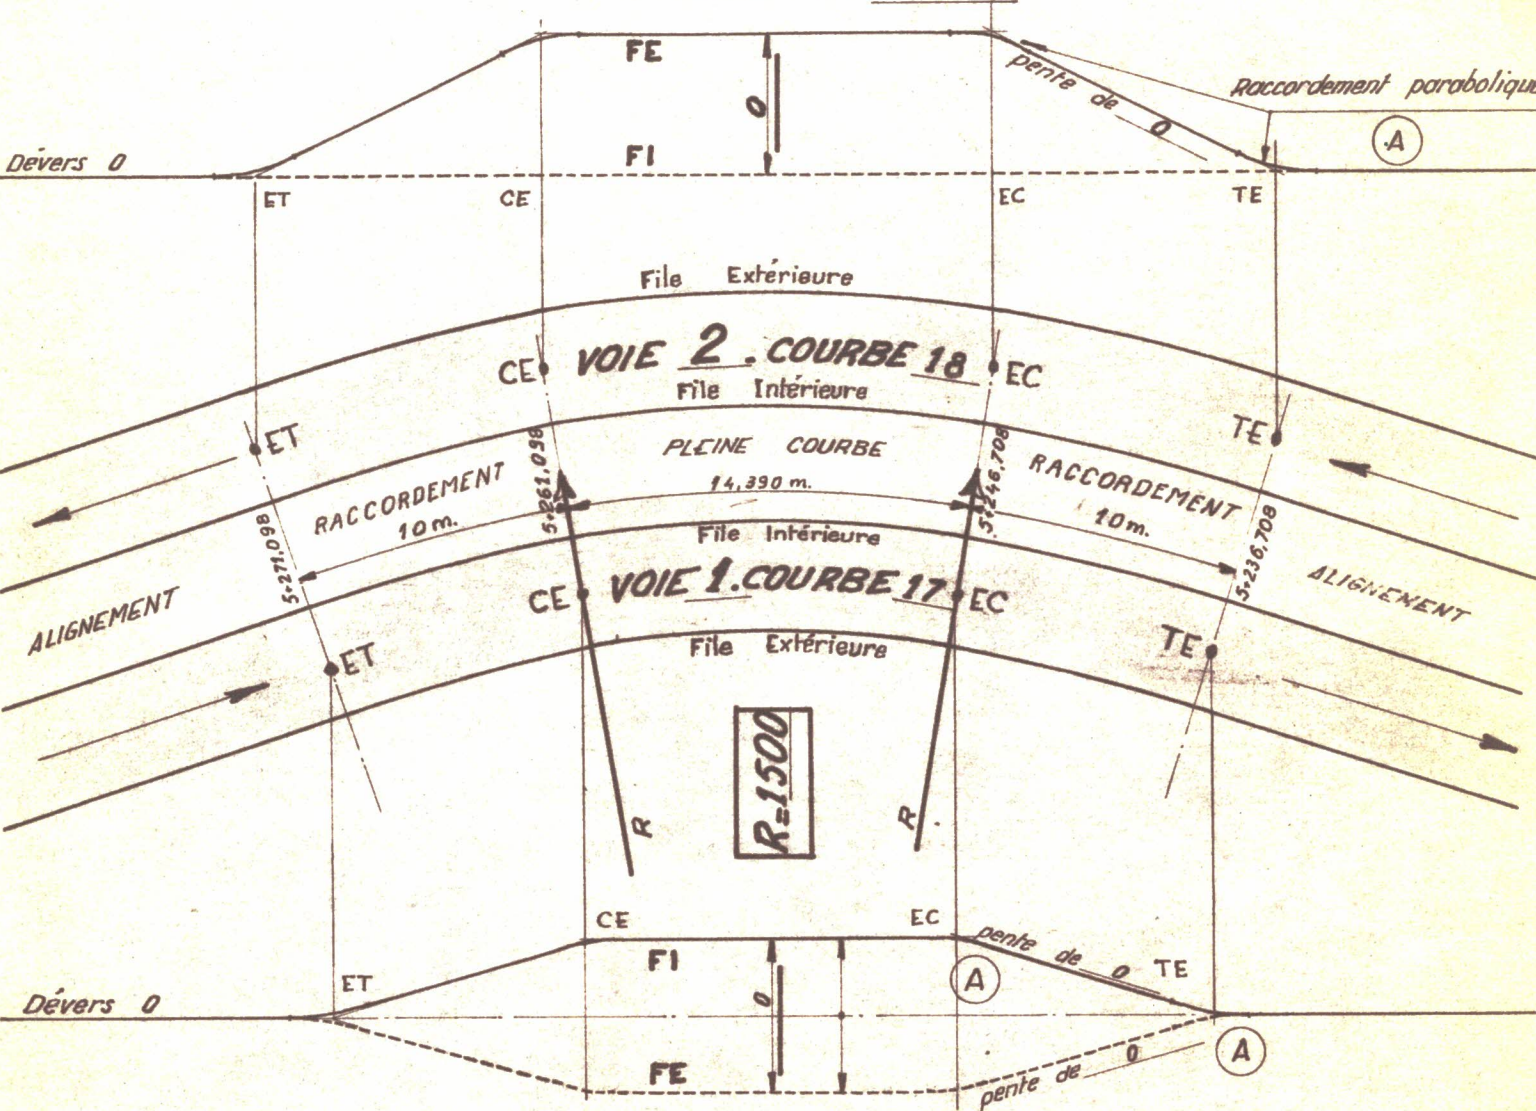 FE
0
pente de 0
Raccordement parabolique
A
Dévers 0
FI
ET
CE
EC
TE
File Extérieure
CE
VOIE 2. COURBE 18
EC
File Intérieure
ET
TE
PLEINE COURBE
14,390 m.
RACCORDEMENT
10 m.
RACCORDEMENT
10 m.
5+271,098
5+261,098
5+246,708
5+236,708
File Intérieure
ALIGNEMENT
ALIGNEMENT
CE
VOIE 1. COURBE 17
EC
ET
TE
File Extérieure
R=1500
R
R
CE
EC
pente de 0
ET
FI
A
TE
Dévers 0
0
FE
pente de 0
A